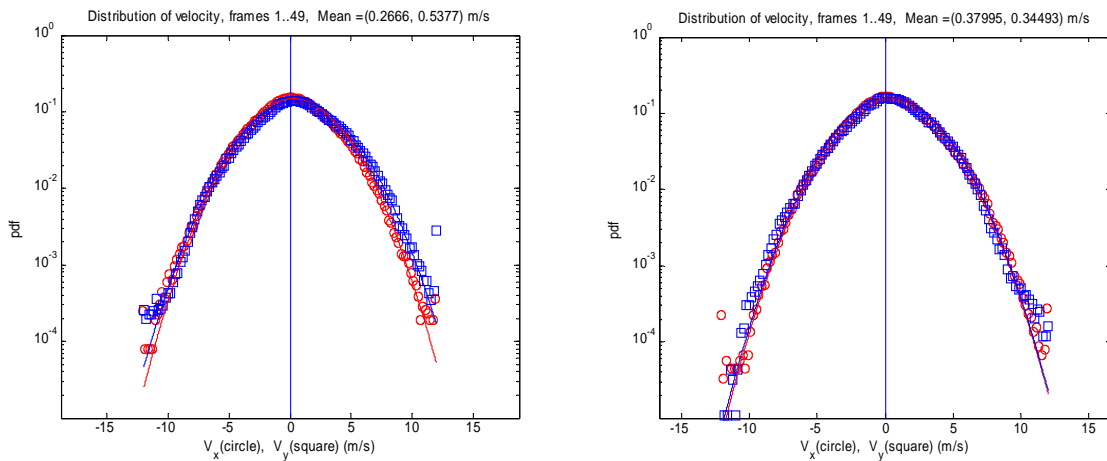 Distribution of velocity, frames 1..49, Mean =(0.2666, 0.5377) m/s
10^0
10^-1
10^-2
10^-3
10^-4
pdf
-15 -10 -5 0 5 10 15
V_x(circle), V_y(square) (m/s)
Distribution of velocity, frames 1..49, Mean =(0.37995, 0.34493) m/s
10^0
10^-1
10^-2
10^-3
10^-4
pdf
-15 -10 -5 0 5 10 15
V_x(circle), V_y(square) (m/s)